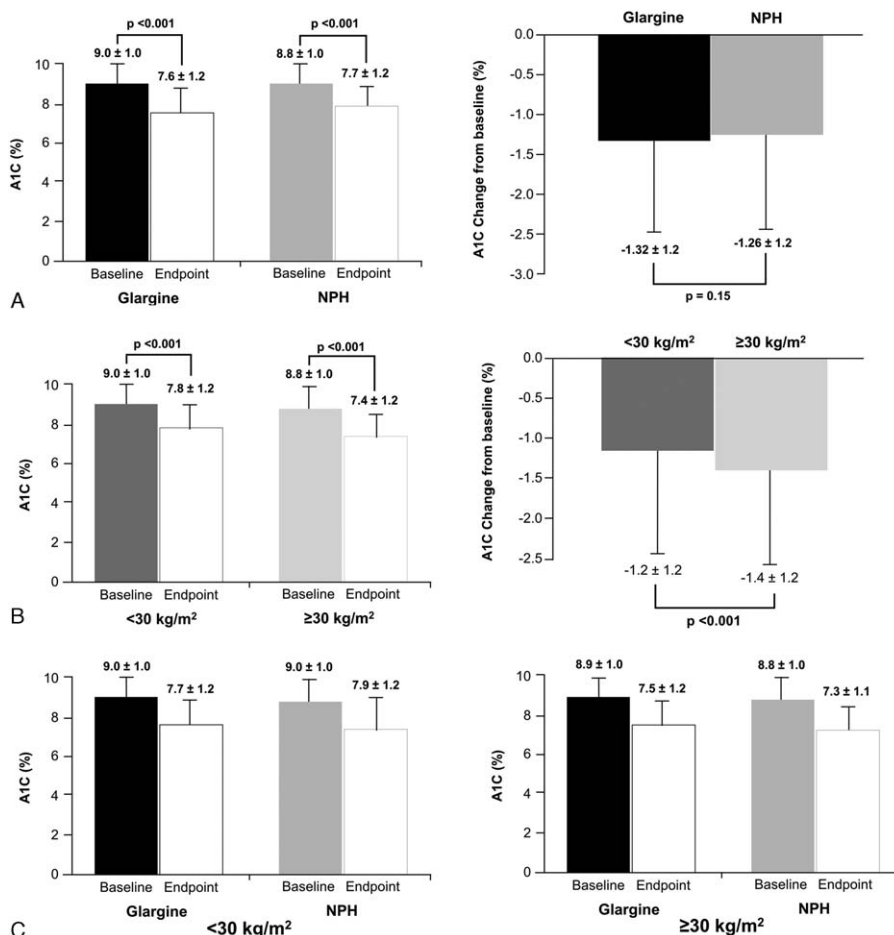 p <0.001
9.0 ± 1.0
7.6 ± 1.2
p <0.001
8.8 ± 1.0
7.7 ± 1.2
A1C (%)
10
8
6
4
2
0
Baseline Endpoint Baseline Endpoint
Glargine NPH
A
Glargine NPH
A1C Change from baseline (%)
0.0
-0.5
-1.0
-1.5
-2.0
-2.5
-3.0
-1.32 ± 1.2
-1.26 ± 1.2
p = 0.15
p <0.001
9.0 ± 1.0
7.8 ± 1.2
p <0.001
8.8 ± 1.0
7.4 ± 1.2
A1C (%)
10
8
6
4
2
0
Baseline Endpoint Baseline Endpoint
<30 kg/m² ≥30 kg/m²
B
<30 kg/m² ≥30 kg/m²
A1C Change from baseline (%)
0.0
-0.5
-1.0
-1.5
-2.0
-2.5
-1.2 ± 1.2
-1.4 ± 1.2
p <0.001
9.0 ± 1.0
7.7 ± 1.2
9.0 ± 1.0
7.9 ± 1.2
A1C (%)
10
8
6
4
2
0
Baseline Endpoint Baseline Endpoint
Glargine NPH
<30 kg/m²
C
8.9 ± 1.0
7.5 ± 1.2
8.8 ± 1.0
7.3 ± 1.1
A1C (%)
10
8
6
4
2
0
Baseline Endpoint Baseline Endpoint
Glargine NPH
≥30 kg/m²